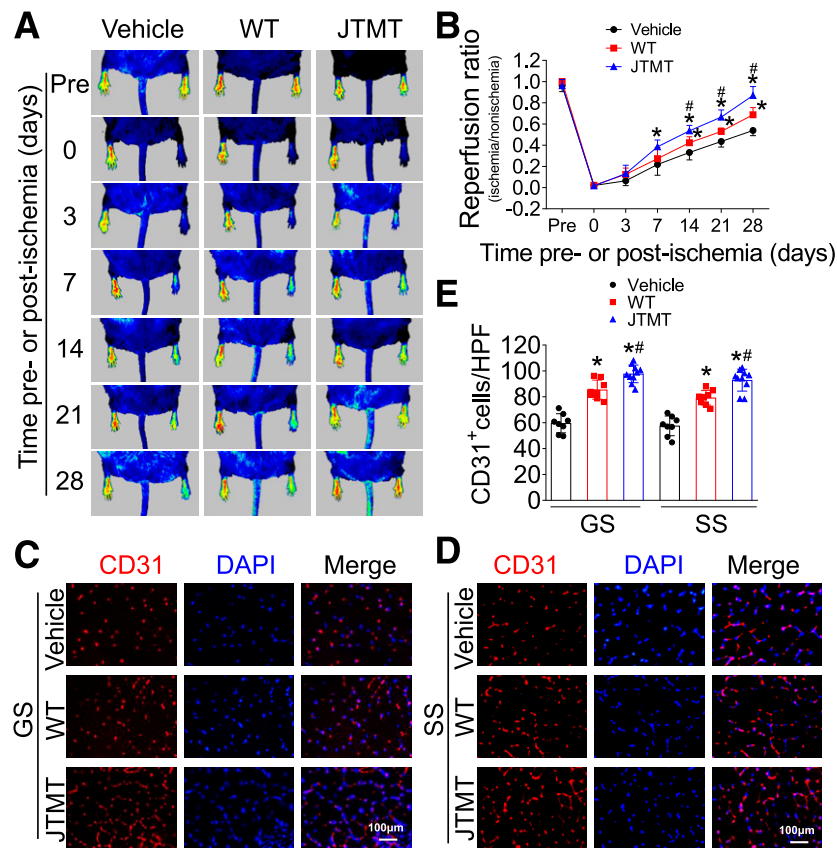 A
Vehicle WT JTMT
Time pre- or post-ischemia (days)
Pre
0
3
7
14
21
28
B
Vehicle
WT
JTMT
Reperfusion ratio
(ischemia/nonischemia)
1.2
1.0
0.8
0.6
0.4
0.2
0.0
-0.2
* #
* * #
* * #
* * #
Pre 0 3 7 14 21 28
Time pre- or post-ischemia (days)
E
Vehicle
WT
JTMT
CD31+ cells/HPF
120
100
80
60
40
20
0
* *# * *#
GS SS
C
CD31 DAPI Merge
GS
Vehicle
WT
JTMT
100μm
D
CD31 DAPI Merge
SS
Vehicle
WT
JTMT
100μm